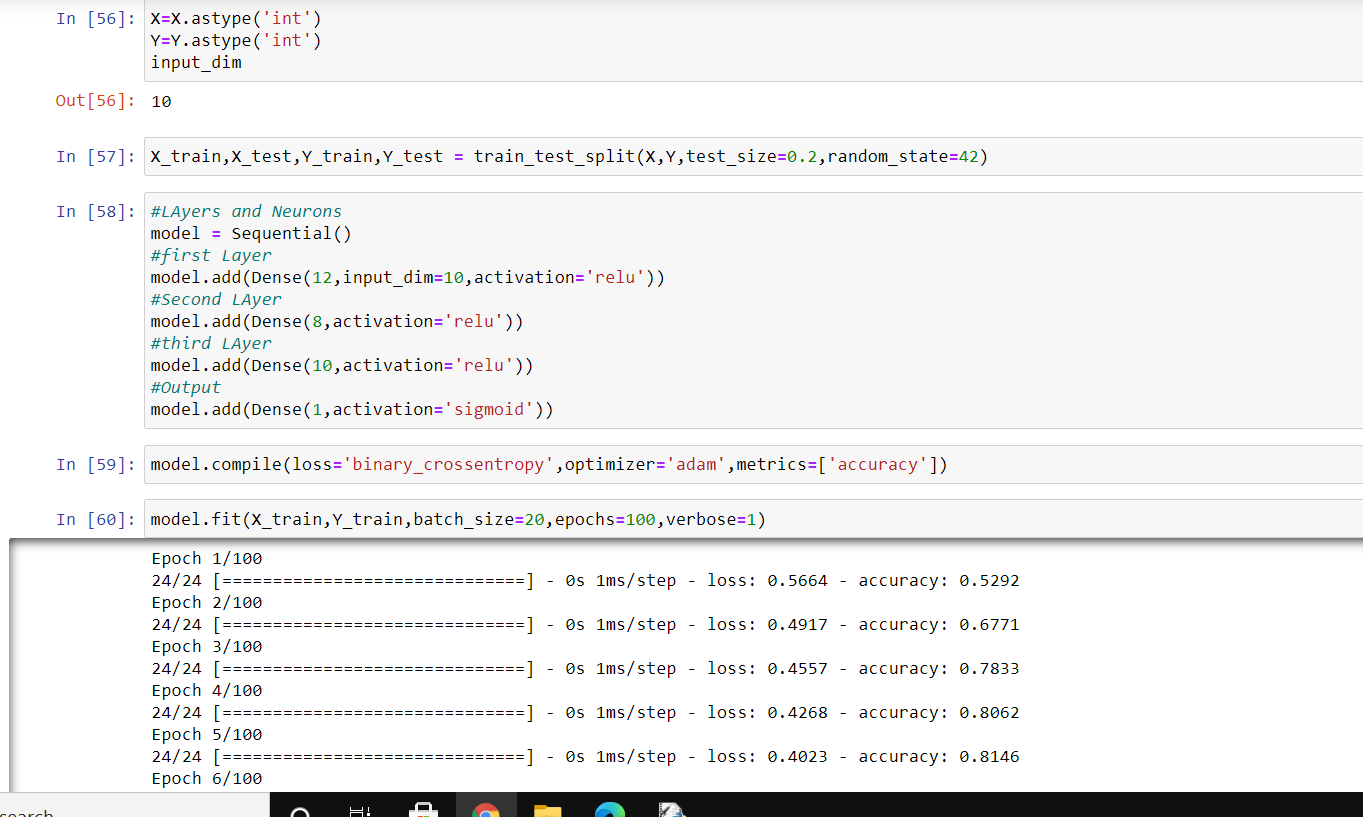 In [56]: X=X.astype('int')
Y=Y.astype('int')
input_dim
Out[56]: 10
In [57]: X_train,X_test,Y_train,Y_test = train_test_split(X,Y,test_size=0.2,random_state=42)
In [58]: #LAyers and Neurons
model = Sequential()
#first Layer
model.add(Dense(12,input_dim=10,activation='relu'))
#Second LAyer
model.add(Dense(8,activation='relu'))
#third LAyer
model.add(Dense(10,activation='relu'))
#Output
model.add(Dense(1,activation='sigmoid'))
In [59]: model.compile(loss='binary_crossentropy',optimizer='adam',metrics=['accuracy'])
In [60]: model.fit(X_train,Y_train,batch_size=20,epochs=100,verbose=1)
Epoch 1/100
24/24 [==============================] - 0s 1ms/step - loss: 0.5664 - accuracy: 0.5292
Epoch 2/100
24/24 [==============================] - 0s 1ms/step - loss: 0.4917 - accuracy: 0.6771
Epoch 3/100
24/24 [==============================] - 0s 1ms/step - loss: 0.4557 - accuracy: 0.7833
Epoch 4/100
24/24 [==============================] - 0s 1ms/step - loss: 0.4268 - accuracy: 0.8062
Epoch 5/100
24/24 [==============================] - 0s 1ms/step - loss: 0.4023 - accuracy: 0.8146
Epoch 6/100
search